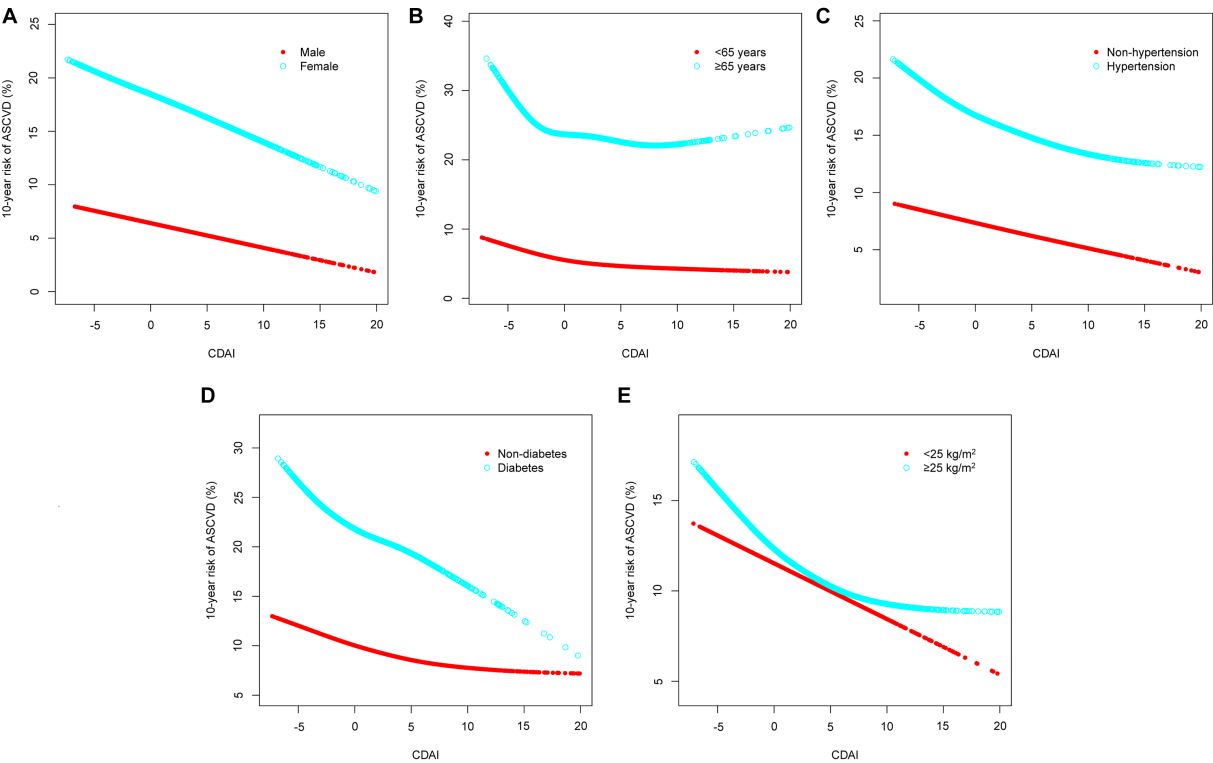 A
10-year risk of ASCVD (%)
25
20
15
10
5
0
Male
Female
-5 0 5 10 15 20
CDAI
B
10-year risk of ASCVD (%)
40
30
20
10
0
<65 years
≥65 years
-5 0 5 10 15 20
CDAI
C
10-year risk of ASCVD (%)
25
20
15
10
5
Non-hypertension
Hypertension
-5 0 5 10 15 20
CDAI
D
10-year risk of ASCVD (%)
30
25
20
15
10
5
Non-diabetes
Diabetes
-5 0 5 10 15 20
CDAI
E
10-year risk of ASCVD (%)
15
10
5
<25 kg/m²
≥25 kg/m²
-5 0 5 10 15 20
CDAI